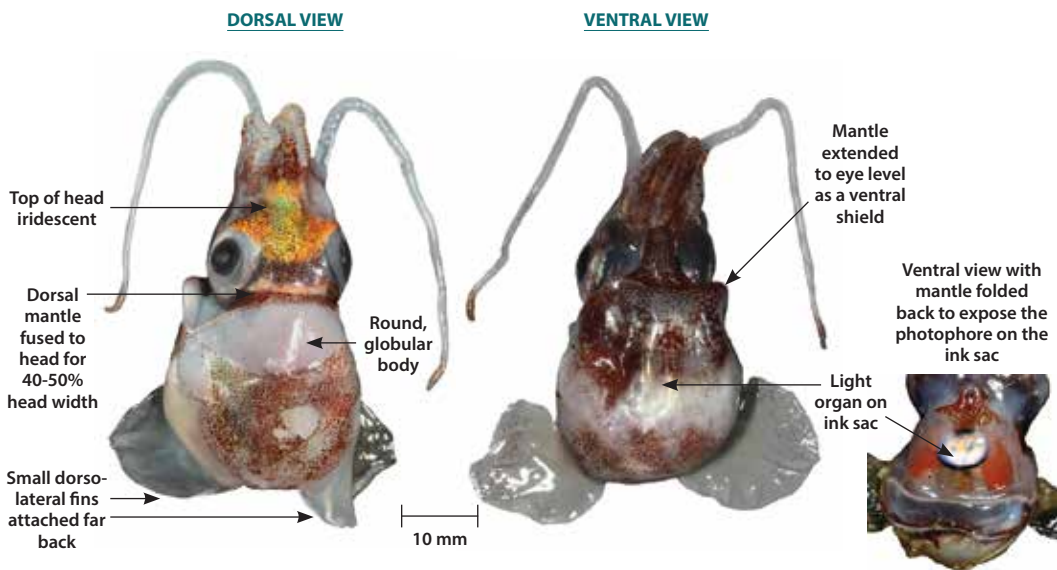 DORSAL VIEW
VENTRAL VIEW
Top of head
iridescent
Dorsal
mantle
fused to
head for
40-50%
head width
Small dorso-
lateral fins
attached far
back
Round,
globular
body
10 mm
Mantle
extended
to eye level
as a ventral
shield
Light
organ on
ink sac
Ventral view with
mantle folded
back to expose the
photophore on the
ink sac